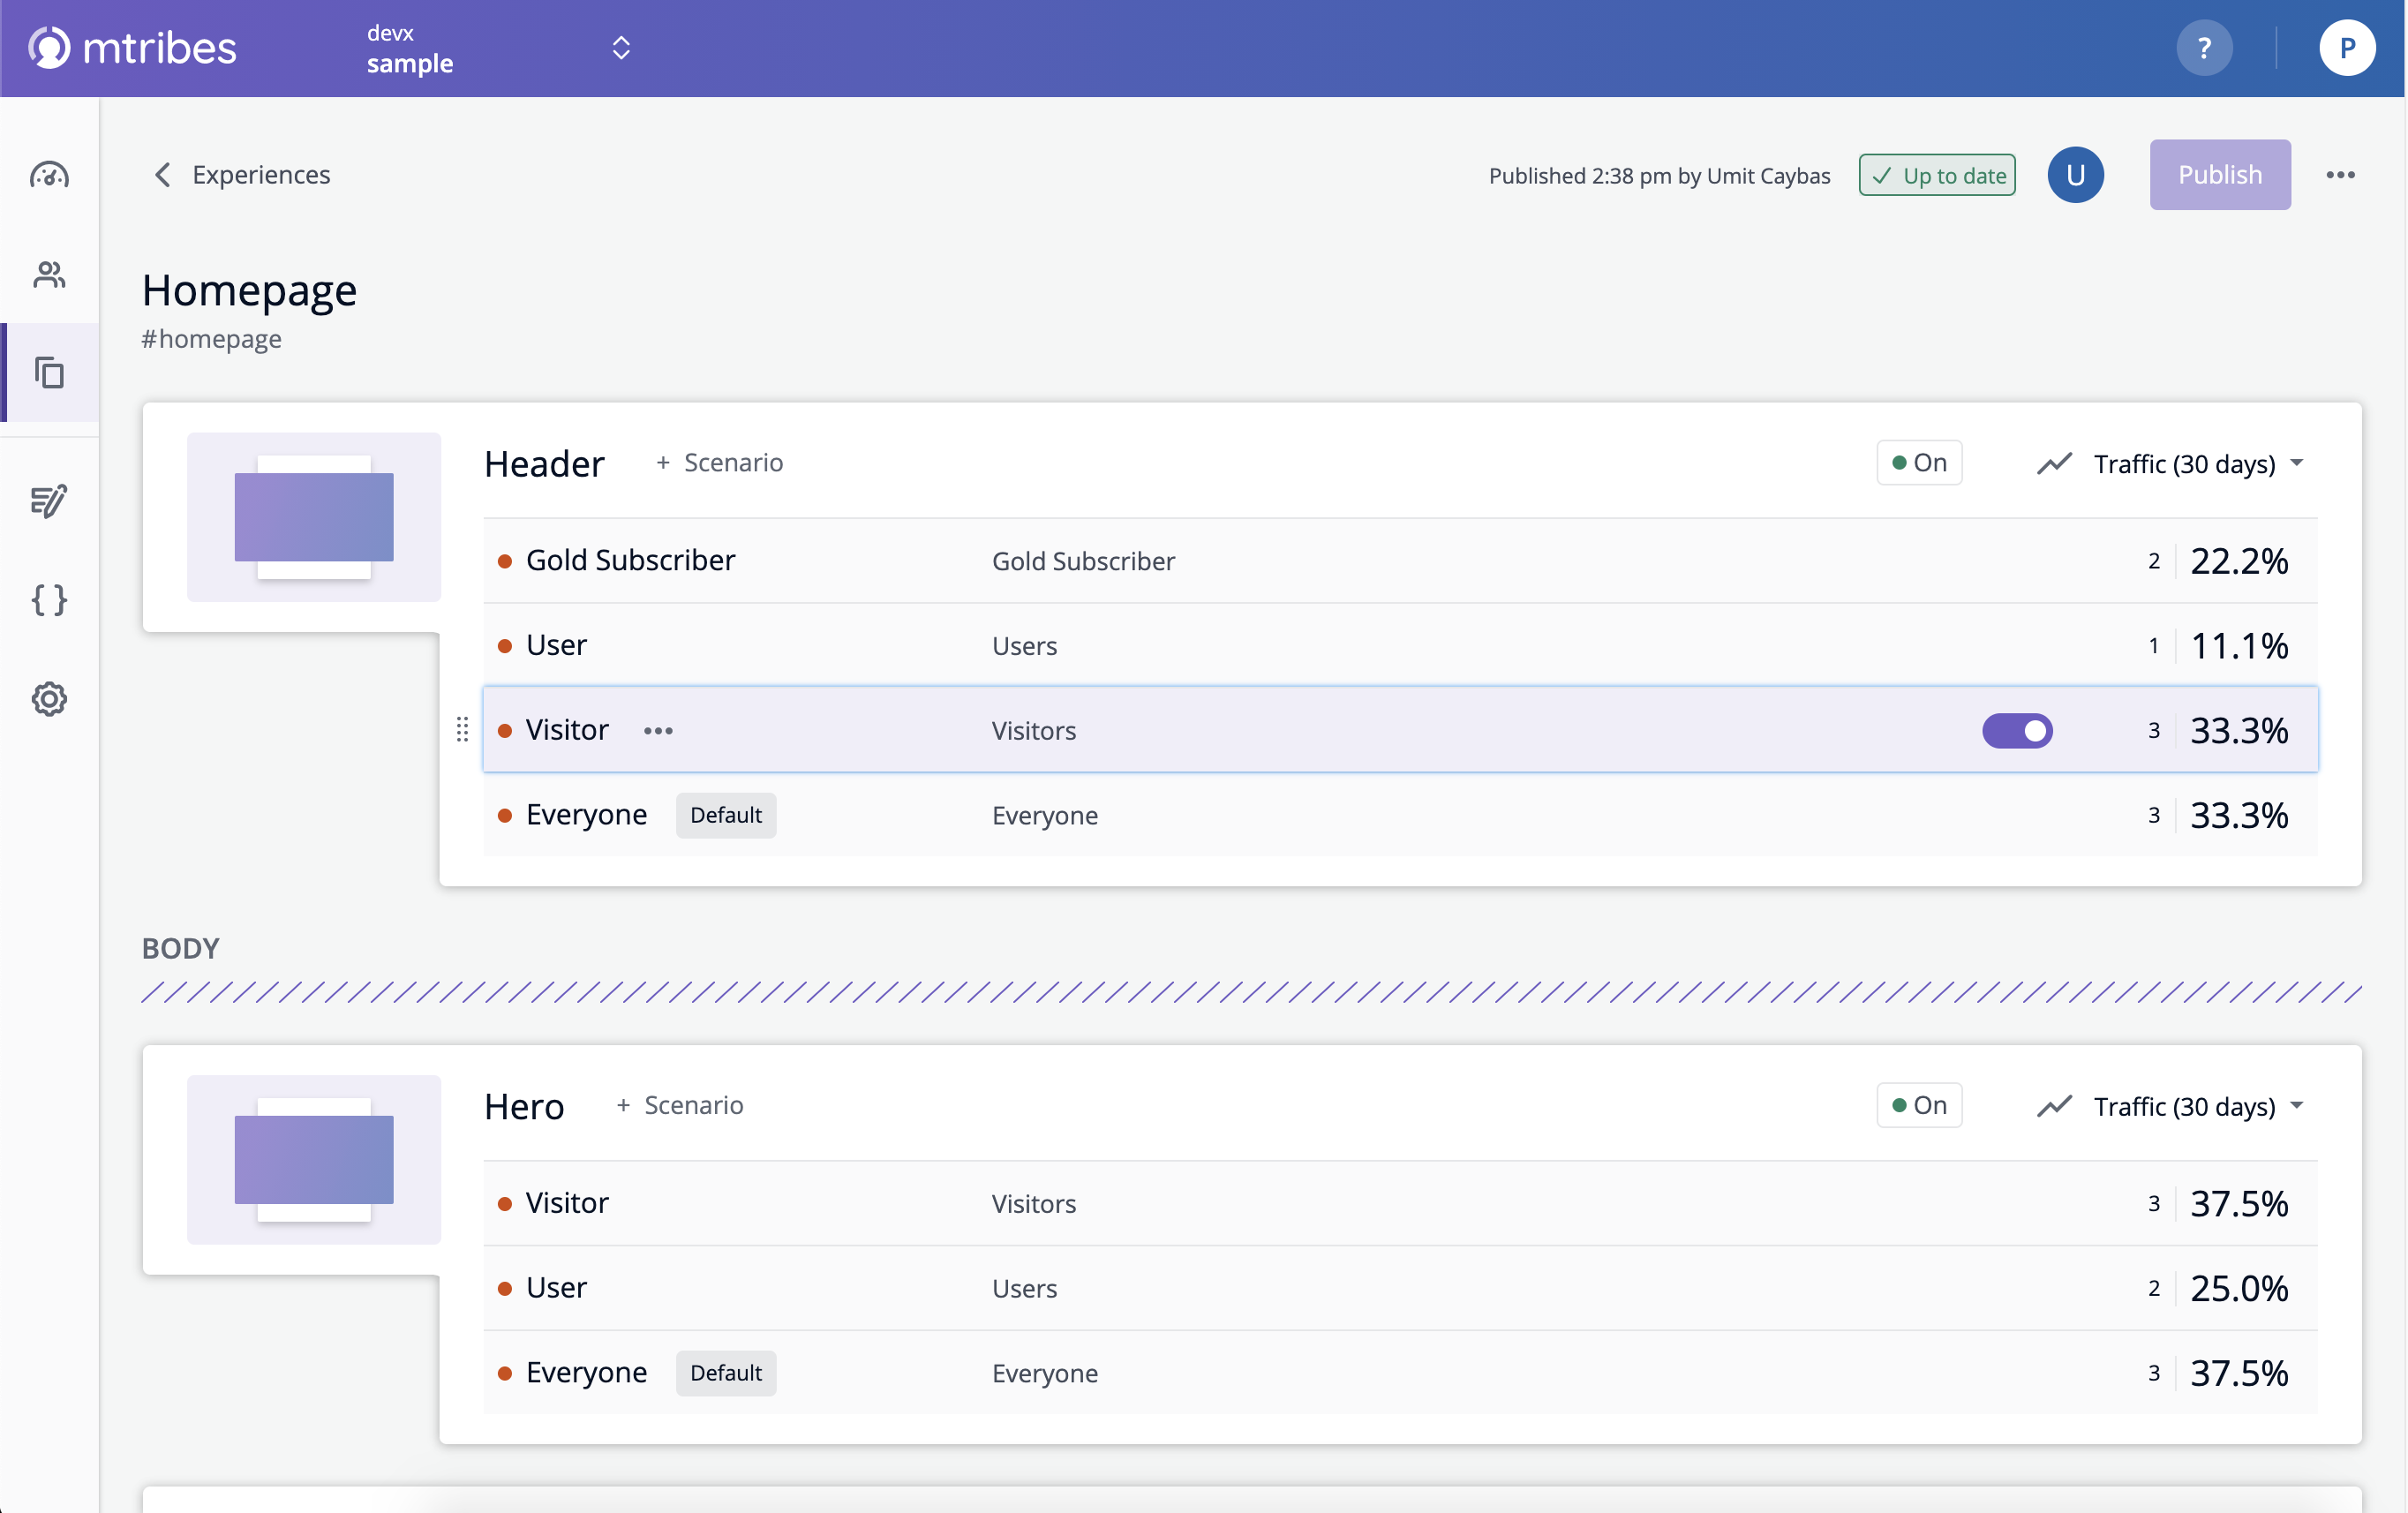 mtribes
devx
sample
?
P
Experiences
Published 2:38 pm by Umit Caybas
Up to date
U
Publish
Homepage
#homepage
Header
+ Scenario
On
Traffic (30 days)
Gold Subscriber Gold Subscriber 2 22.2%
User Users 1 11.1%
Visitor Visitors 3 33.3%
Everyone Default Everyone 3 33.3%
BODY
Hero
+ Scenario
On
Traffic (30 days)
Visitor Visitors 3 37.5%
User Users 2 25.0%
Everyone Default Everyone 3 37.5%